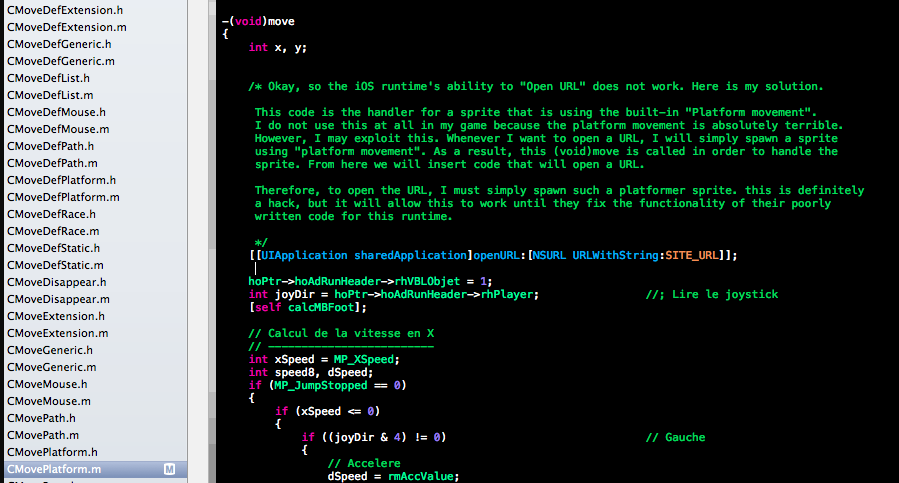 CMoveDefExtension.h
CMoveDefExtension.m
CMoveDefGeneric.h
CMoveDefGeneric.m
CMoveDefList.h
CMoveDefList.m
CMoveDefMouse.h
CMoveDefMouse.m
CMoveDefPath.h
CMoveDefPath.m
CMoveDefPlatform.h
CMoveDefPlatform.m
CMoveDefRace.h
CMoveDefRace.m
CMoveDefStatic.h
CMoveDefStatic.m
CMoveDisappear.h
CMoveDisappear.m
CMoveExtension.h
CMoveExtension.m
CMoveGeneric.h
CMoveGeneric.m
CMoveMouse.h
CMoveMouse.m
CMovePath.h
CMovePath.m
CMovePlatform.h
CMovePlatform.m M
-(void)move
{
int x, y;
/* Okay, so the iOS runtime's ability to "Open URL" does not work. Here is my solution.
This code is the handler for a sprite that is using the built-in "Platform movement".
I do not use this at all in my game because the platform movement is absolutely terrible.
However, I may exploit this. Whenever I want to open a URL, I will simply spawn a sprite
using "platform movement". As a result, this (void)move is called in order to handle the
sprite. From here we will insert code that will open a URL.
Therefore, to open the URL, I must simply spawn such a platformer sprite. this is definitely
a hack, but it will allow this to work until they fix the functionality of their poorly
written code for this runtime.
*/
[[UIApplication sharedApplication]openURL:[NSURL URLWithString:SITE_URL]];
hoPtr->hoAdRunHeader->rhVBLObjet = 1;
int joyDir = hoPtr->hoAdRunHeader->rhPlayer; //; Lire le joystick
[self calcMBFoot];
// Calcul de la vitesse en X
// -------------------------
int xSpeed = MP_XSpeed;
int speed8, dSpeed;
if (MP_JumpStopped == 0)
{
if (xSpeed <= 0)
{
if ((joyDir & 4) != 0) // Gauche
{
// Accelere
dSpeed = rmAccValue;